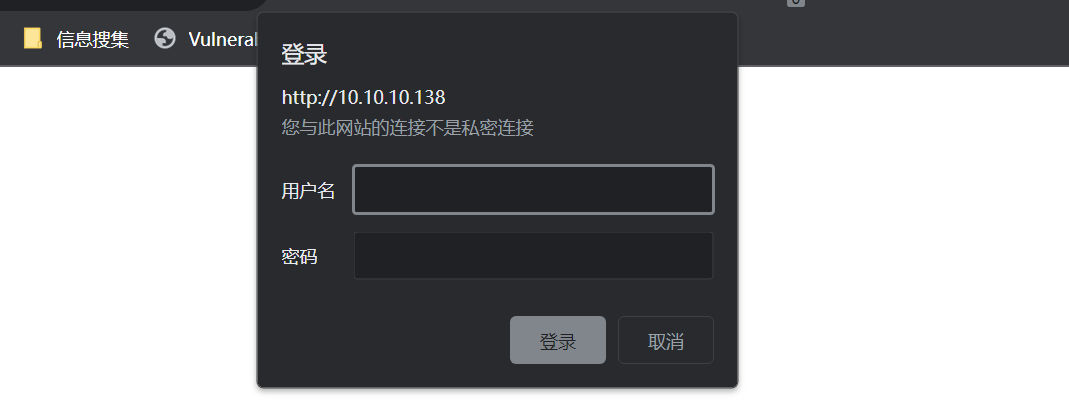 信息搜集 Vulneral
登录
http://10.10.10.138
您与此网站的连接不是私密连接
用户名
密码
登录 取消